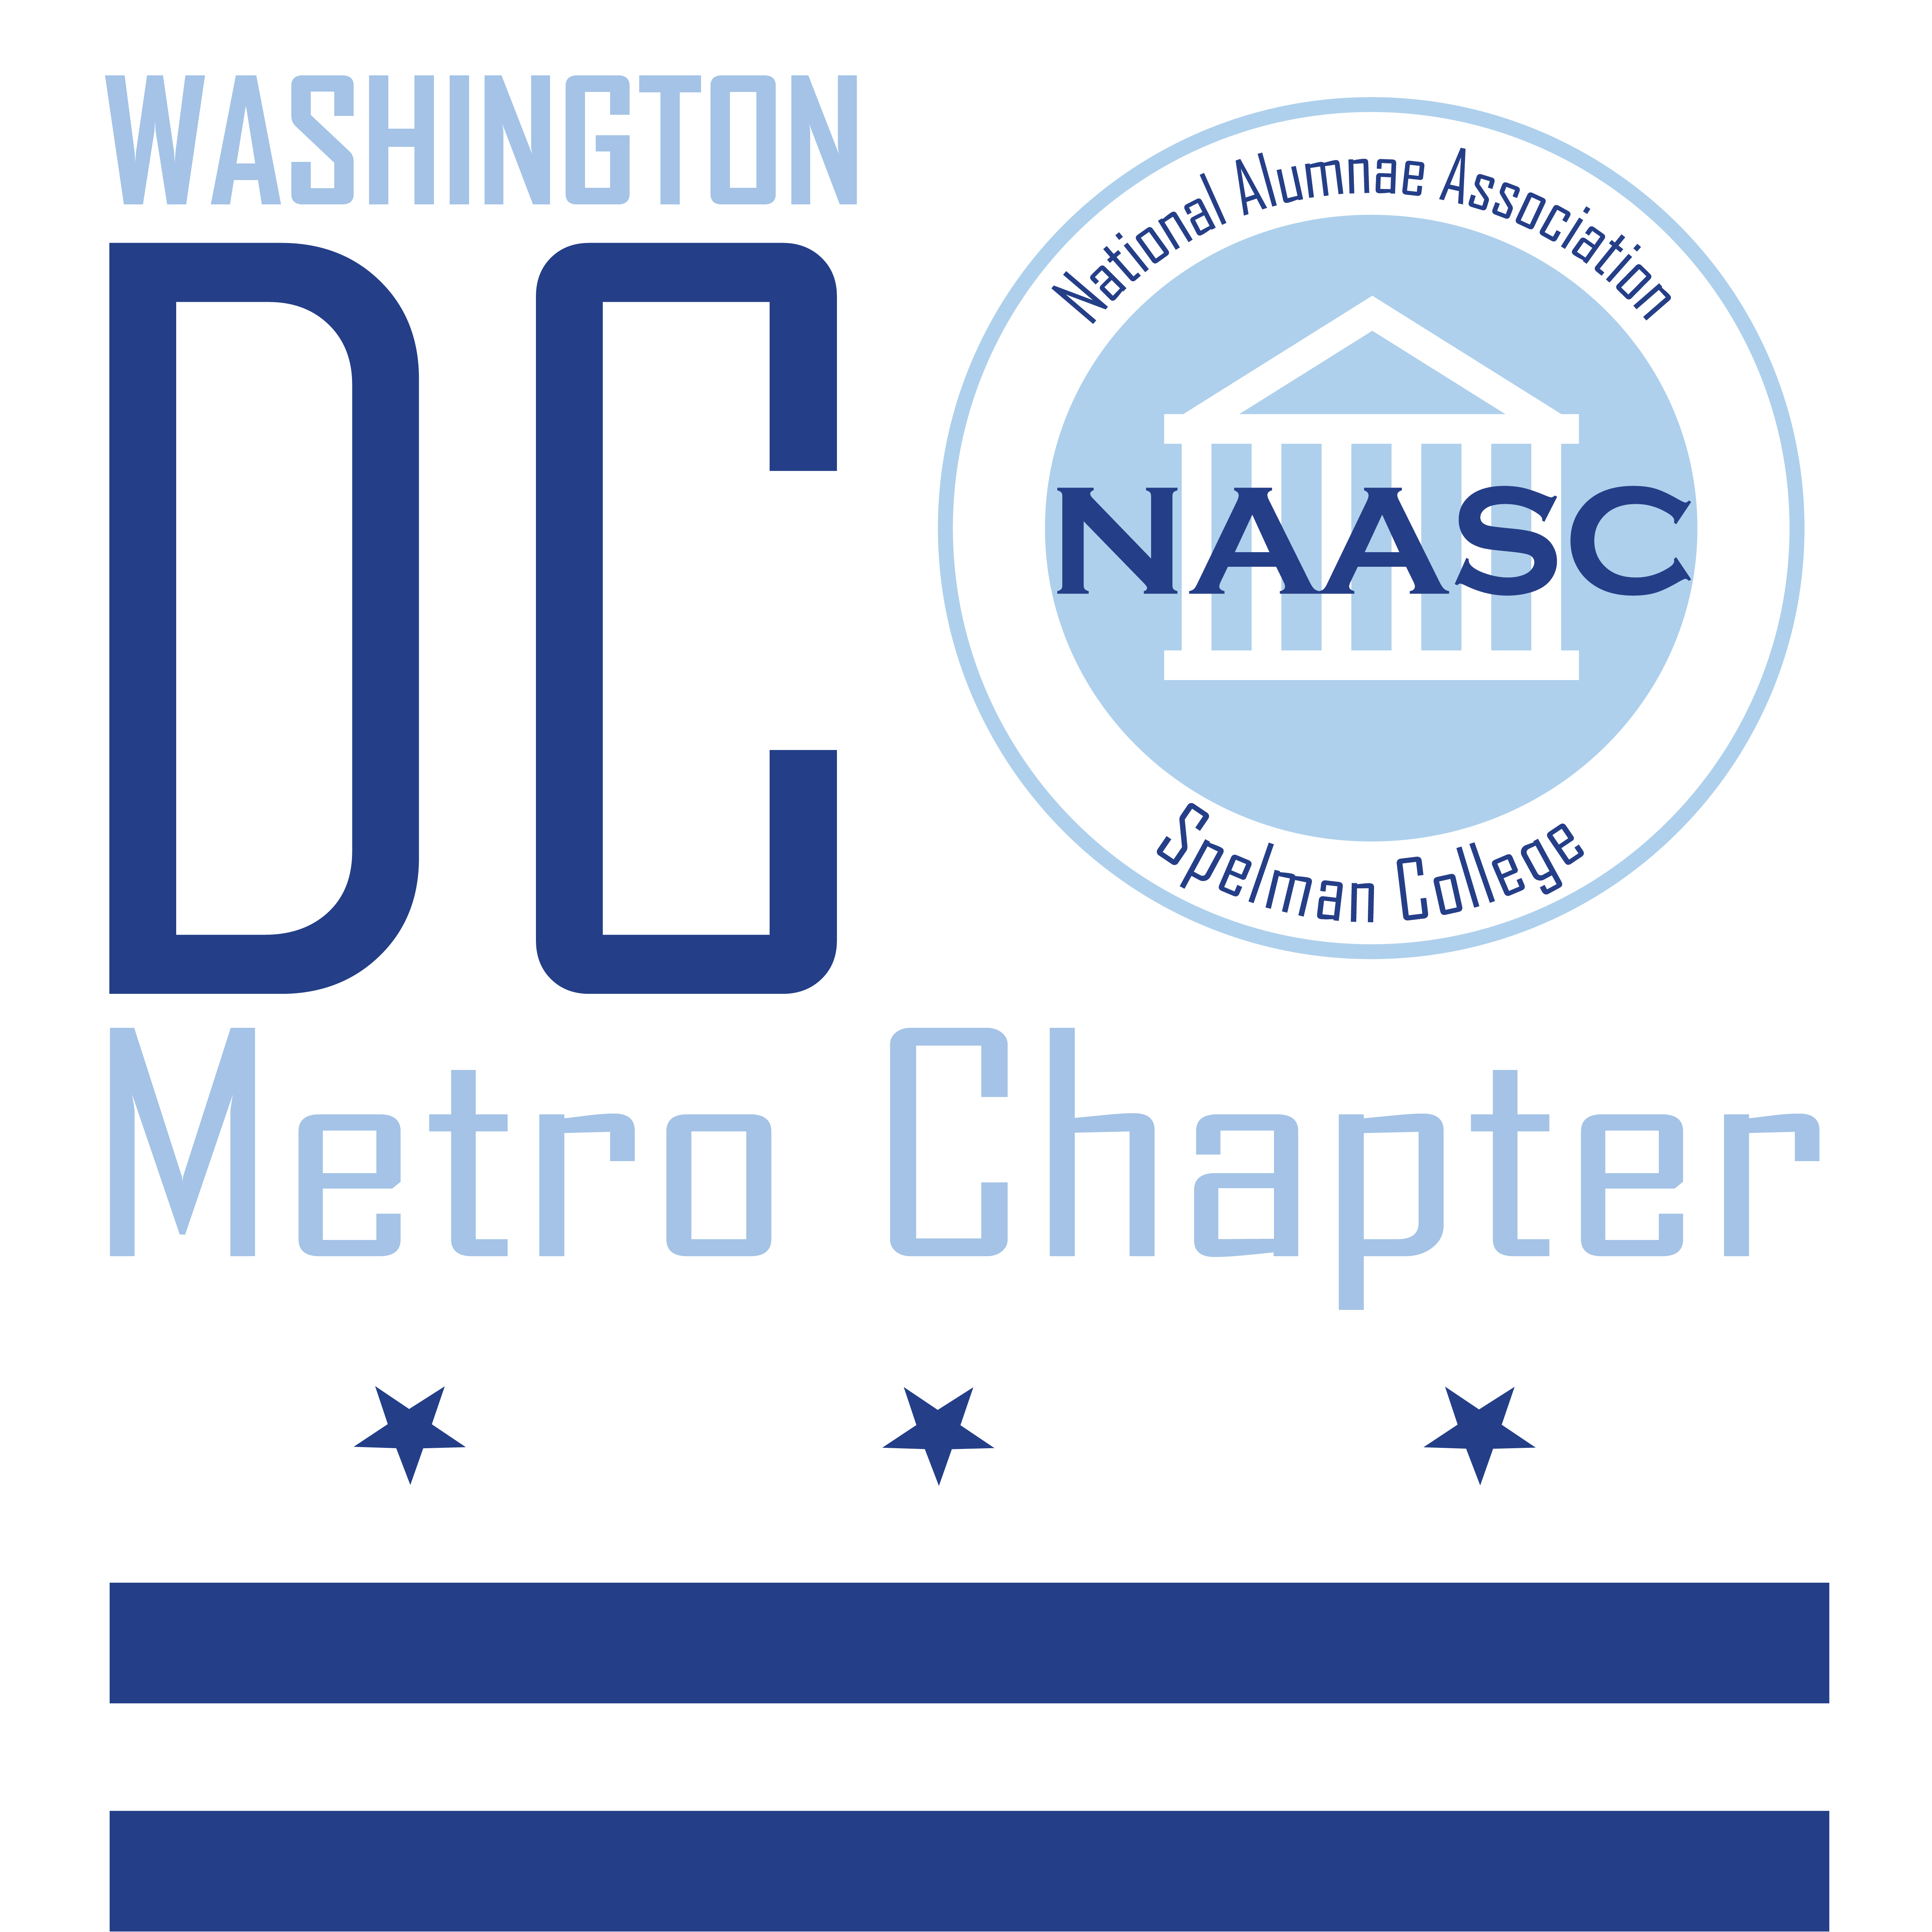 WASHINGTON
DC
National Alumnae Association
NAASC
Spelman College
Metro Chapter